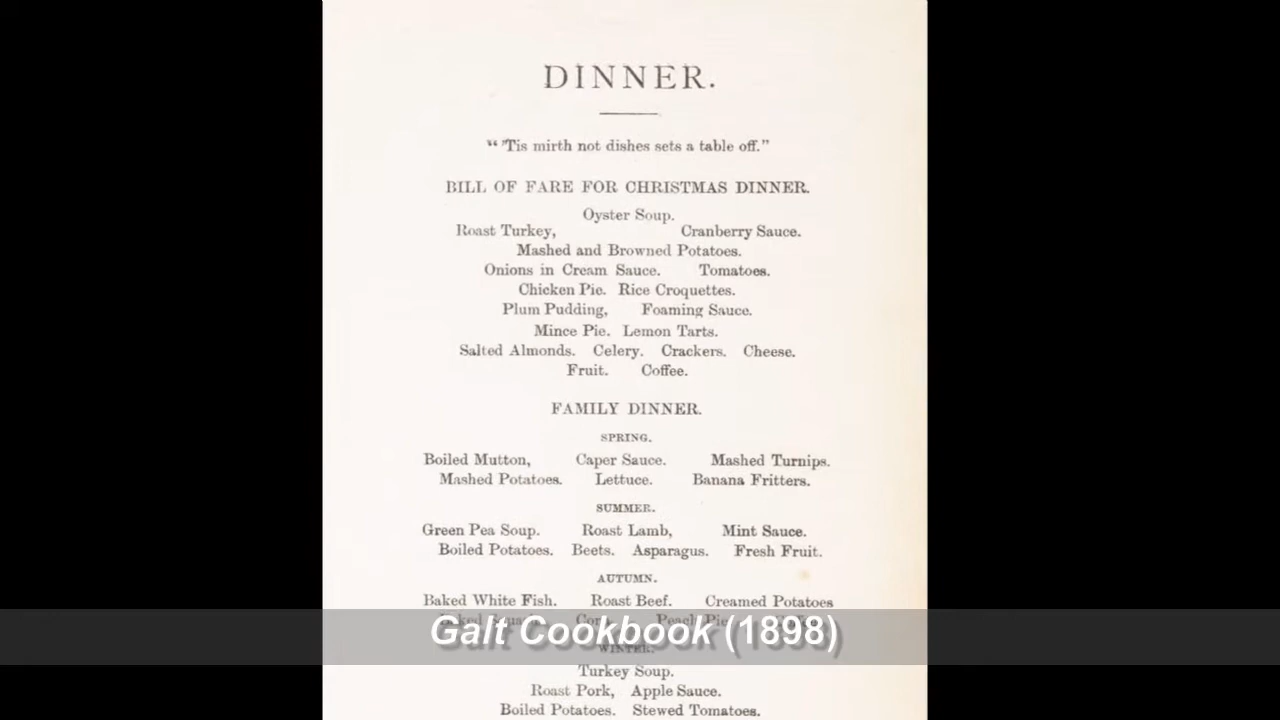 DINNER.
“ 'Tis mirth not dishes sets a table off.”
BILL OF FARE FOR CHRISTMAS DINNER.
Oyster Soup.
Roast Turkey, Cranberry Sauce.
Mashed and Browned Potatoes.
Onions in Cream Sauce. Tomatoes.
Chicken Pie. Rice Croquettes.
Plum Pudding, Foaming Sauce.
Mince Pie. Lemon Tarts.
Salted Almonds. Celery. Crackers. Cheese.
Fruit. Coffee.
FAMILY DINNER.
SPRING.
Boiled Mutton, Caper Sauce. Mashed Turnips.
Mashed Potatoes. Lettuce. Banana Fritters.
SUMMER.
Green Pea Soup. Roast Lamb, Mint Sauce.
Boiled Potatoes. Beets. Asparagus. Fresh Fruit.
AUTUMN.
Baked White Fish. Roast Beef. Creamed Potatoes
Peach Pie
Galt Cookbook (1898)
WINTER.
Turkey Soup.
Roast Pork, Apple Sauce.
Boiled Potatoes. Stewed Tomatoes.